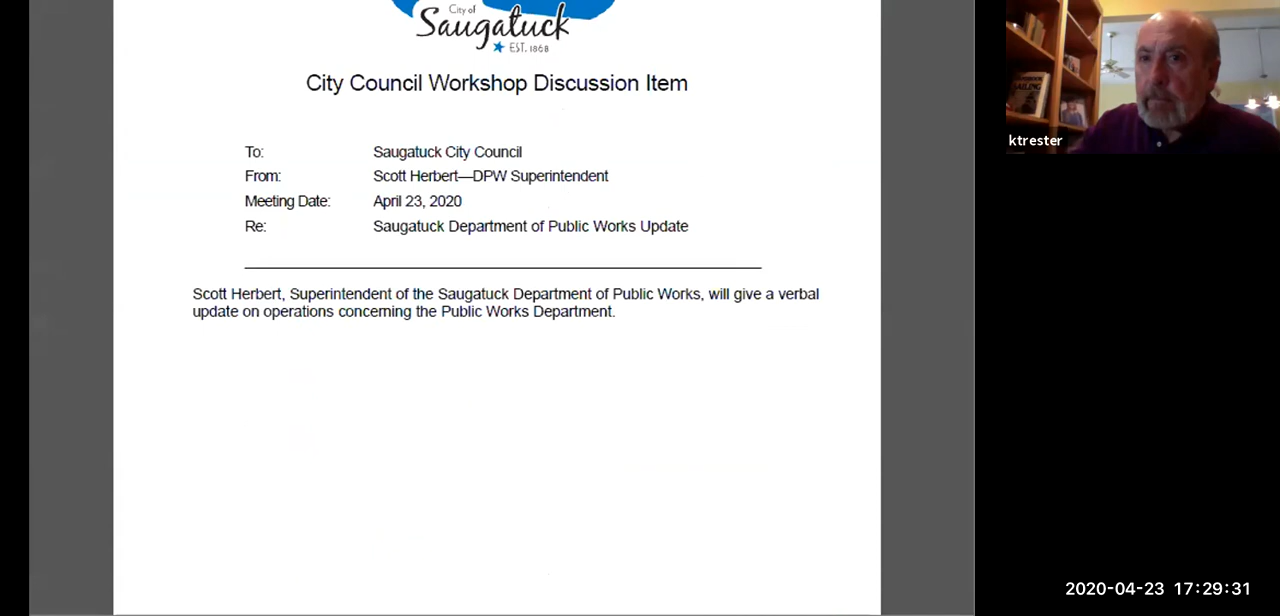 City of
Saugatuck
EST. 1868
City Council Workshop Discussion Item
To: Saugatuck City Council
From: Scott Herbert—DPW Superintendent
Meeting Date: April 23, 2020
Re: Saugatuck Department of Public Works Update
Scott Herbert, Superintendent of the Saugatuck Department of Public Works, will give a verbal
update on operations concerning the Public Works Department.
SAILING
ktrester
2020-04-23 17:29:31